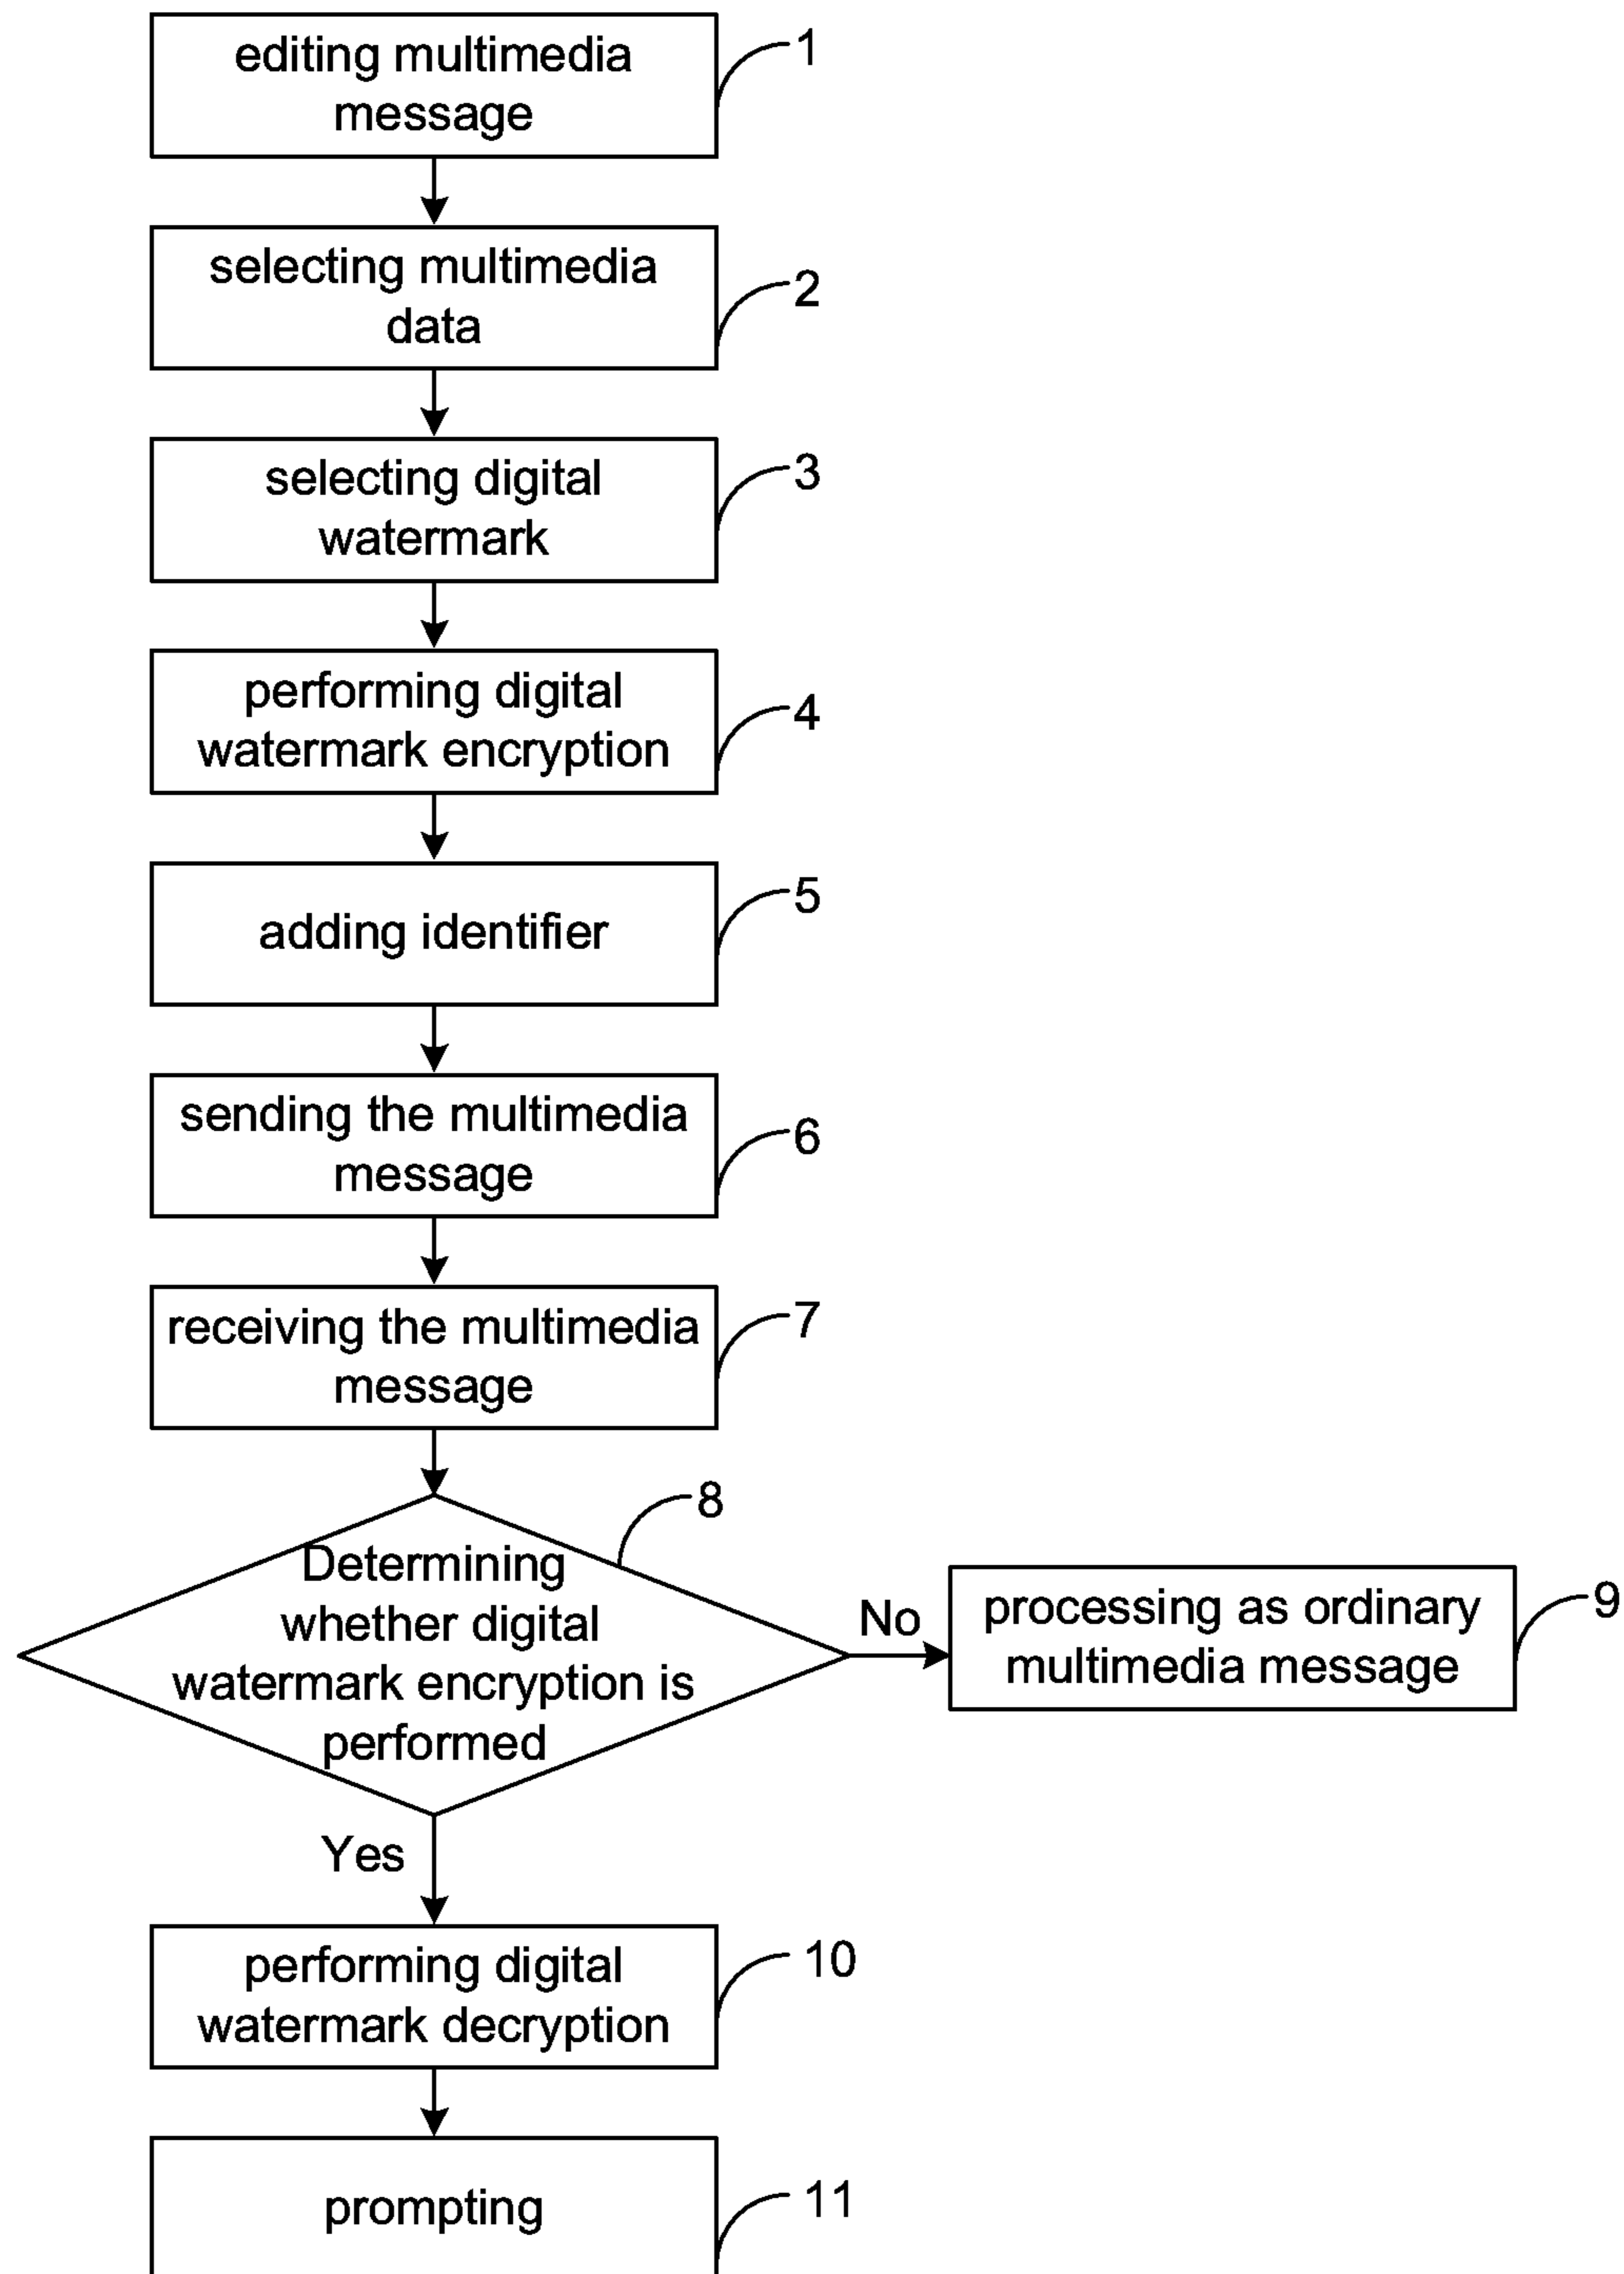 editing multimedia
message
1
selecting multimedia
data
2
selecting digital
watermark
3
performing digital
watermark encryption
4
adding identifier
5
sending the multimedia
message
6
receiving the multimedia
message
7
Determining
whether digital
watermark encryption is
performed
8
No
processing as ordinary
multimedia message
9
Yes
performing digital
watermark decryption
10
prompting
11